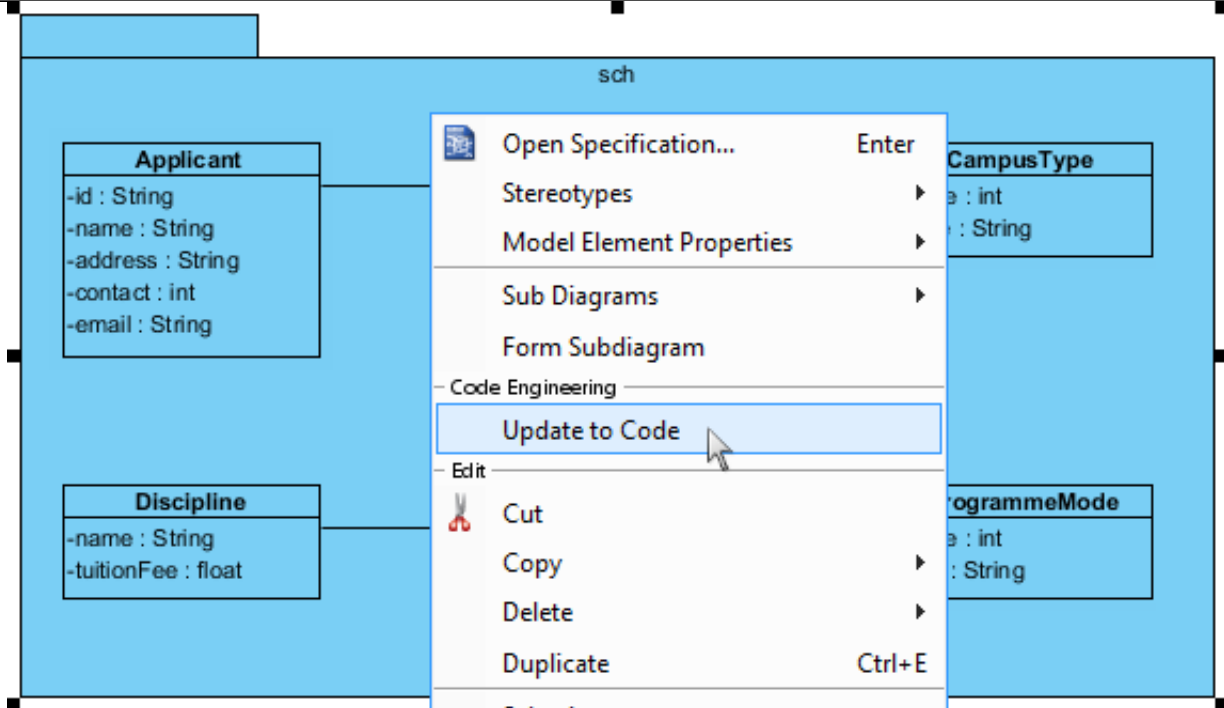 sch
Applicant
-id : String
-name : String
-address : String
-contact : int
-email : String
Open Specification... Enter
Stereotypes
Model Element Properties
Sub Diagrams
Form Subdiagram
Code Engineering
Update to Code
Edit
Cut
Copy
Delete
Duplicate Ctrl+E
CampusType
: int
: String
Discipline
-name : String
-tuitionFee : float
rogrammeMode
: int
: String